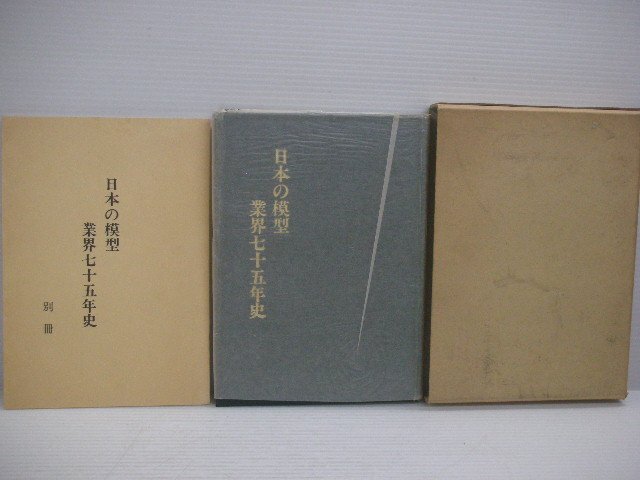 日本の模型
業界七十五年史
別冊
日本の模型
業界七十五年史